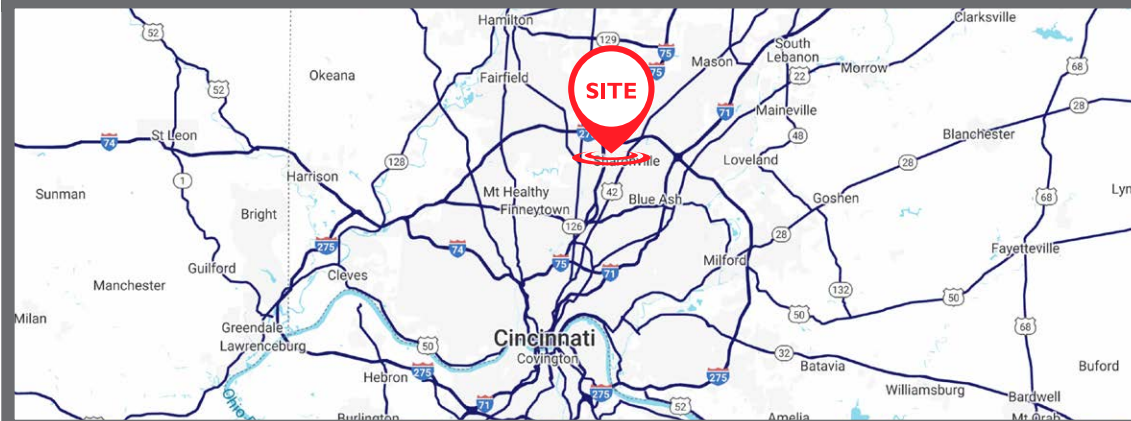 Hamilton
Clarksville
52
129
75
South
Lebanon
Mason
68
Okeana
Fairfield
75
Morrow
22
52
SITE
71
Maineville
28
74
St Leon
48
Blanchester
128
Sharonville
Loveland
28
1
Harrison
Sunman
Mt Healthy
42
Blue Ash
Goshen
68
Finneytown
Bright
126
28
275
74
Fayetteville
75
71
Milford
Guilford
Cleves
Manchester
132
50
Milan
50
Greendale
Cincinnati
68
Lawrenceburg
50
Covington
32
Batavia
Buford
Hebron
275
275
275
Williamsburg
Bardwell
71
52
Burlington
Amelia
Mt Orab